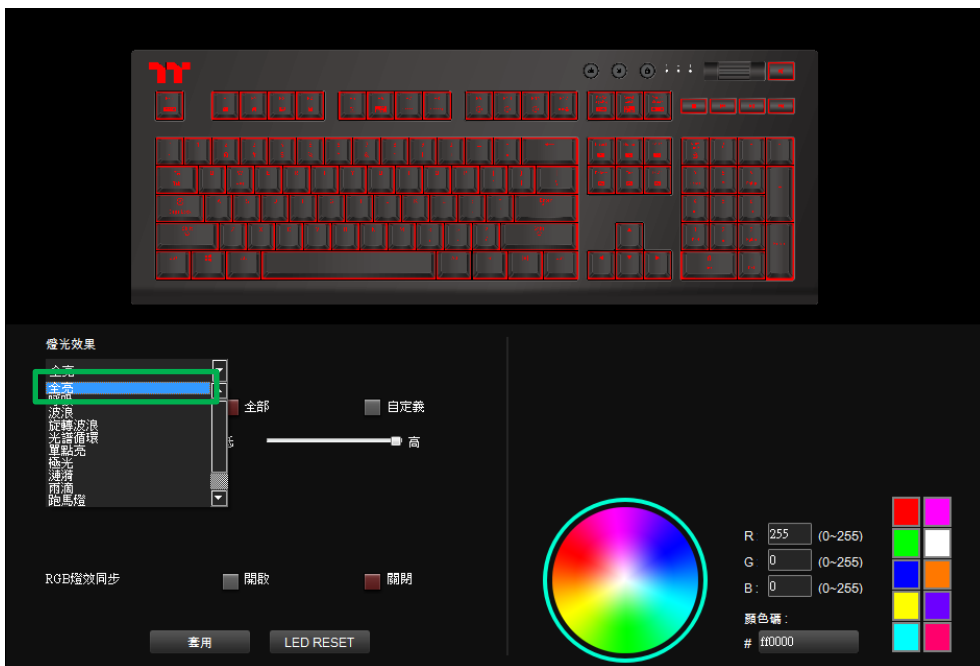 燈光效果
全亮
全亮
呼吸
波浪
旋轉波浪
光譜循環
單點亮
極光
漣漪
雨滴
跑馬燈
全部
自定義
低
高
RGB燈效同步
開啟
關閉
套用
LED RESET
R 255 (0~255)
G 0 (0~255)
B: 0 (0~255)
顏色碼 :
# ff0000